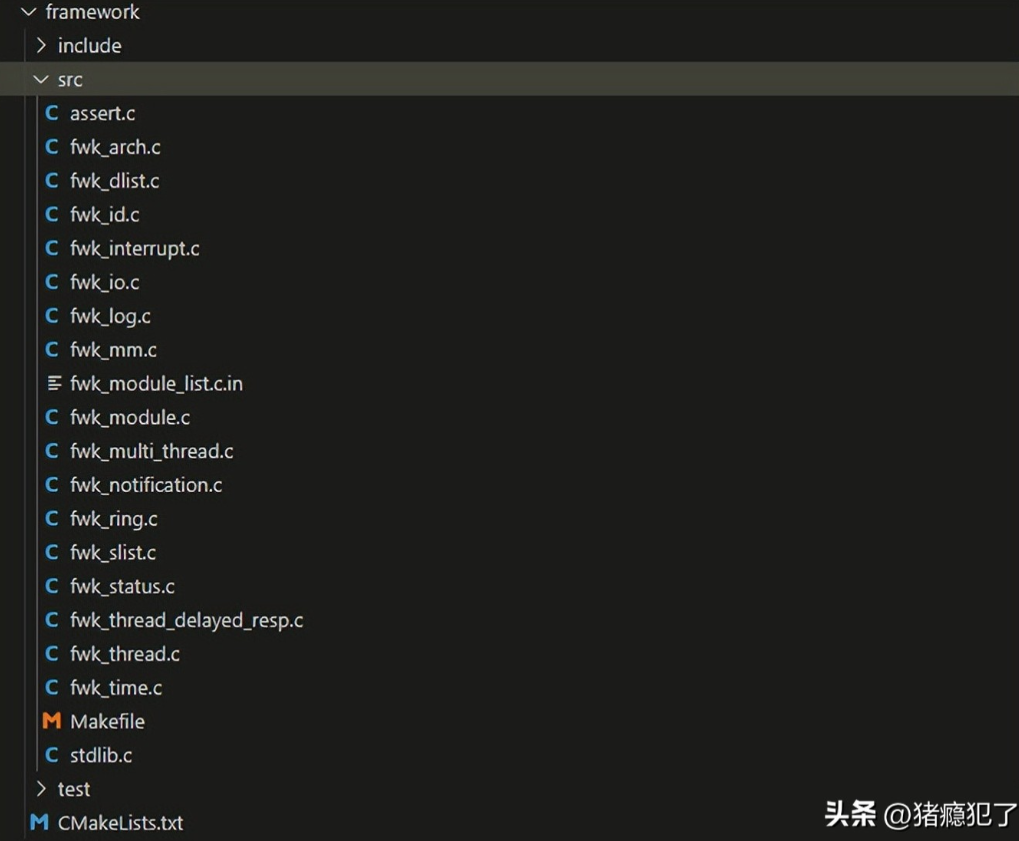 framework
include
src
C assert.c
C fwk_arch.c
C fwk_dlist.c
C fwk_id.c
C fwk_interrupt.c
C fwk_io.c
C fwk_log.c
C fwk_mm.c
fwk_module_list.c.in
C fwk_module.c
C fwk_multi_thread.c
C fwk_notification.c
C fwk_ring.c
C fwk_slist.c
C fwk_status.c
C fwk_thread_delayed_resp.c
C fwk_thread.c
C fwk_time.c
M Makefile
C stdlib.c
test
M CMakeLists.txt
头条 @猪瘾犯了